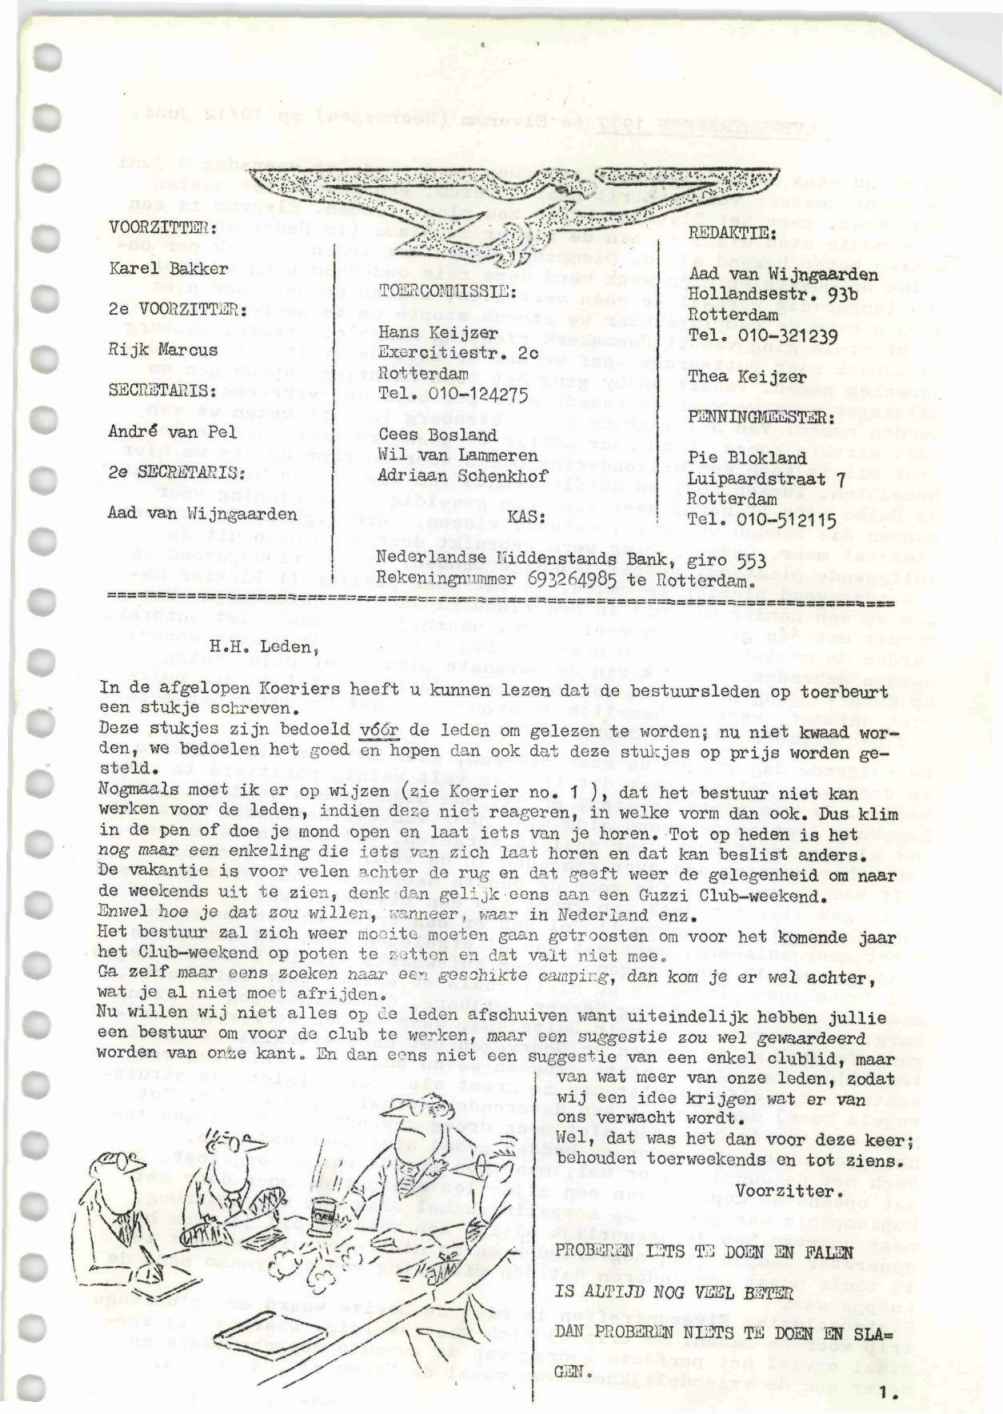 VOORZITTER:
Karel Bakker
2e VOORZITTER:
Rijk Marcus
SECRETARIS:
André van Pel
2e SECRETARIS:
Aad van Wijngaarden
TOERCOMMISSIE:
Hans Keijzer
Exercitiestr. 2c
Rotterdam
Tel. 010-124275
Cees Bosland
Wil van Lammeren
Adriaan Schenkhof
KAS:
Nederlandse Middenstands Bank, giro 553
Rekeningnummer 693264985 te Rotterdam.
REDAKTIE:
Aad van Wijngaarden
Hollandsestr. 93b
Rotterdam
Tel. 010-321239
Thea Keijzer
PENNINGMEESTER:
Pie Blokland
Luipaardstraat 7
Rotterdam
Tel. 010-512115
H.H. Leden,
In de afgelopen Koeriers heeft u kunnen lezen dat de bestuursleden op toerbeurt
een stukje schreven.
Deze stukjes zijn bedoeld vóór de leden om gelezen te worden; nu niet kwaad wor-
den, we bedoelen het goed en hopen dan ook dat deze stukjes op prijs worden ge-
steld.
Nogmaals moet ik er op wijzen (zie Koerier no. 1 ), dat het bestuur niet kan
werken voor de leden, indien deze niet reageren, in welke vorm dan ook. Dus klim
in de pen of doe je mond open en laat iets van je horen. Tot op heden is het
nog maar een enkeling die iets van zich laat horen en dat kan beslist anders.
De vakantie is voor velen achter de rug en dat geeft weer de gelegenheid om naar
de weekends uit te zien, denk dan gelijk eens aan een Guzzi Club-weekend.
Enwel hoe je dat zou willen, wanneer, waar in Nederland enz.
Het bestuur zal zich weer moeite moeten gaan getroosten om voor het komende jaar
het Club-weekend op poten te zetten en dat valt niet mee.
Ga zelf maar eens zoeken naar een geschikte camping, dan kom je er wel achter,
wat je al niet moet afrijden.
Nu willen wij niet alles op de leden afschuiven want uiteindelijk hebben jullie
een bestuur om voor de club te werken, maar een suggestie zou wel gewaardeerd
worden van onze kant. En dan eens niet een suggestie van een enkel clublid, maar
van wat meer van onze leden, zodat
wij een idee krijgen wat er van
ons verwacht wordt.
Wel, dat was het dan voor deze keer;
behouden toerweekends en tot ziens.
Voorzitter.
PROBEREN IETS TE DOEN EN FALEN
IS ALTIJD NOG VEEL BETER
DAN PROBEREN NIETS TE DOEN EN SLA=
GEN.
1.